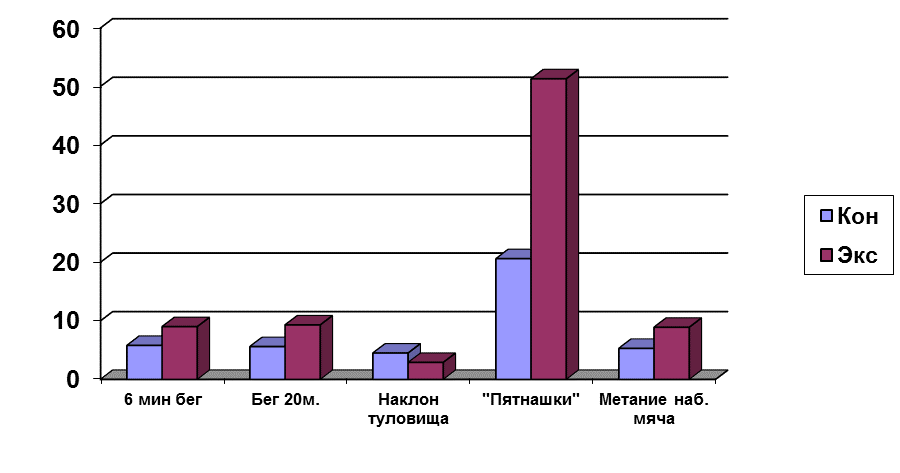 60
50
40
30
20
10
0
6 мин бег
Бег 20м.
Наклон
туловища
"Пятнашки"
Метание наб.
мяча
Кон
Экс